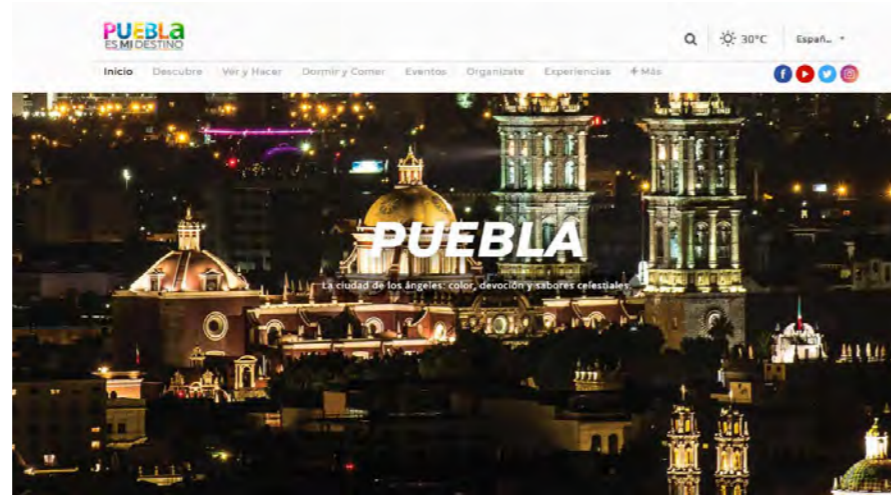 PUEBLA
ES MI DESTINO
30°C
Españ...
Inicio Descubre Ver y Hacer Dormir y Comer Eventos Organízate Experiencias +Más
PUEBLA
La ciudad de los ángeles: color, devoción y sabores celestiales